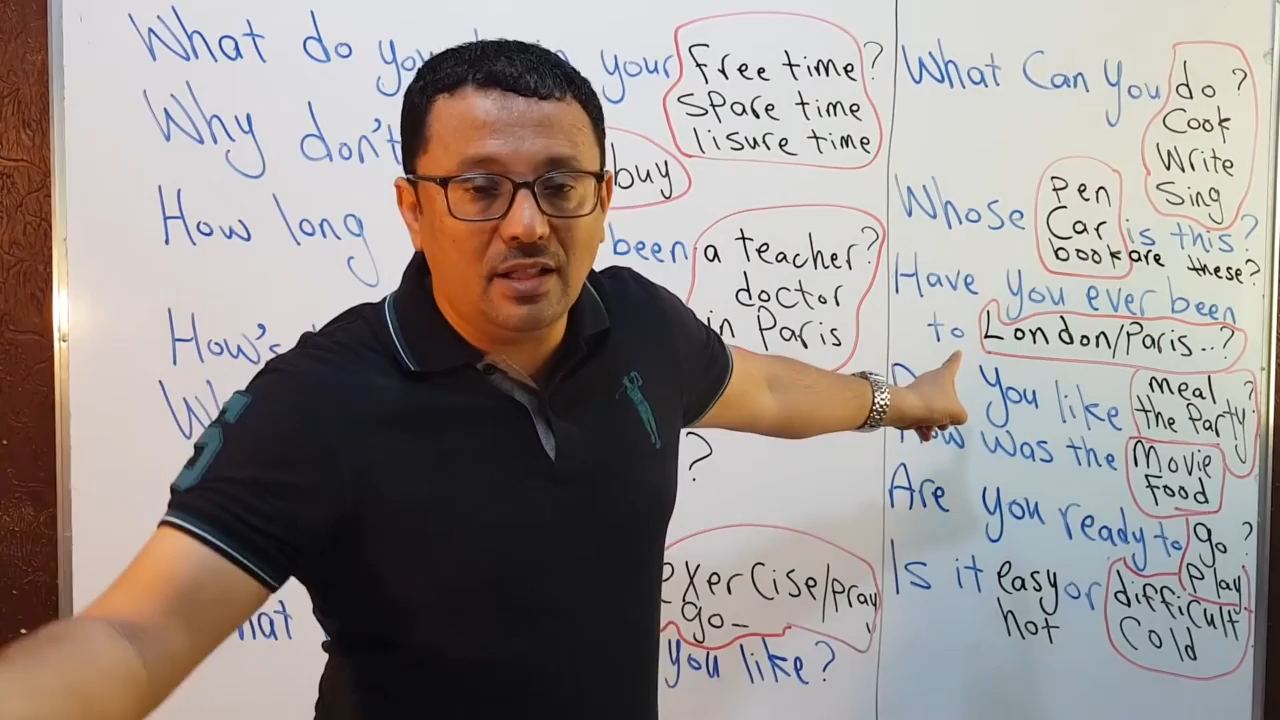 What do you in your free time?
spare time
lisure time
Why don't buy
How long been a teacher?
doctor
in Paris
How's
?
exercise/pray
go
you like?
What Can You do?
Cook
Write
Sing
Whose pen is this?
Car
book are these?
Have you ever been
to London/Paris..?
you like meal?
the Party
How was the Movie
Food
Are you ready to go?
Play
Is it easy or difficult
hot Cold